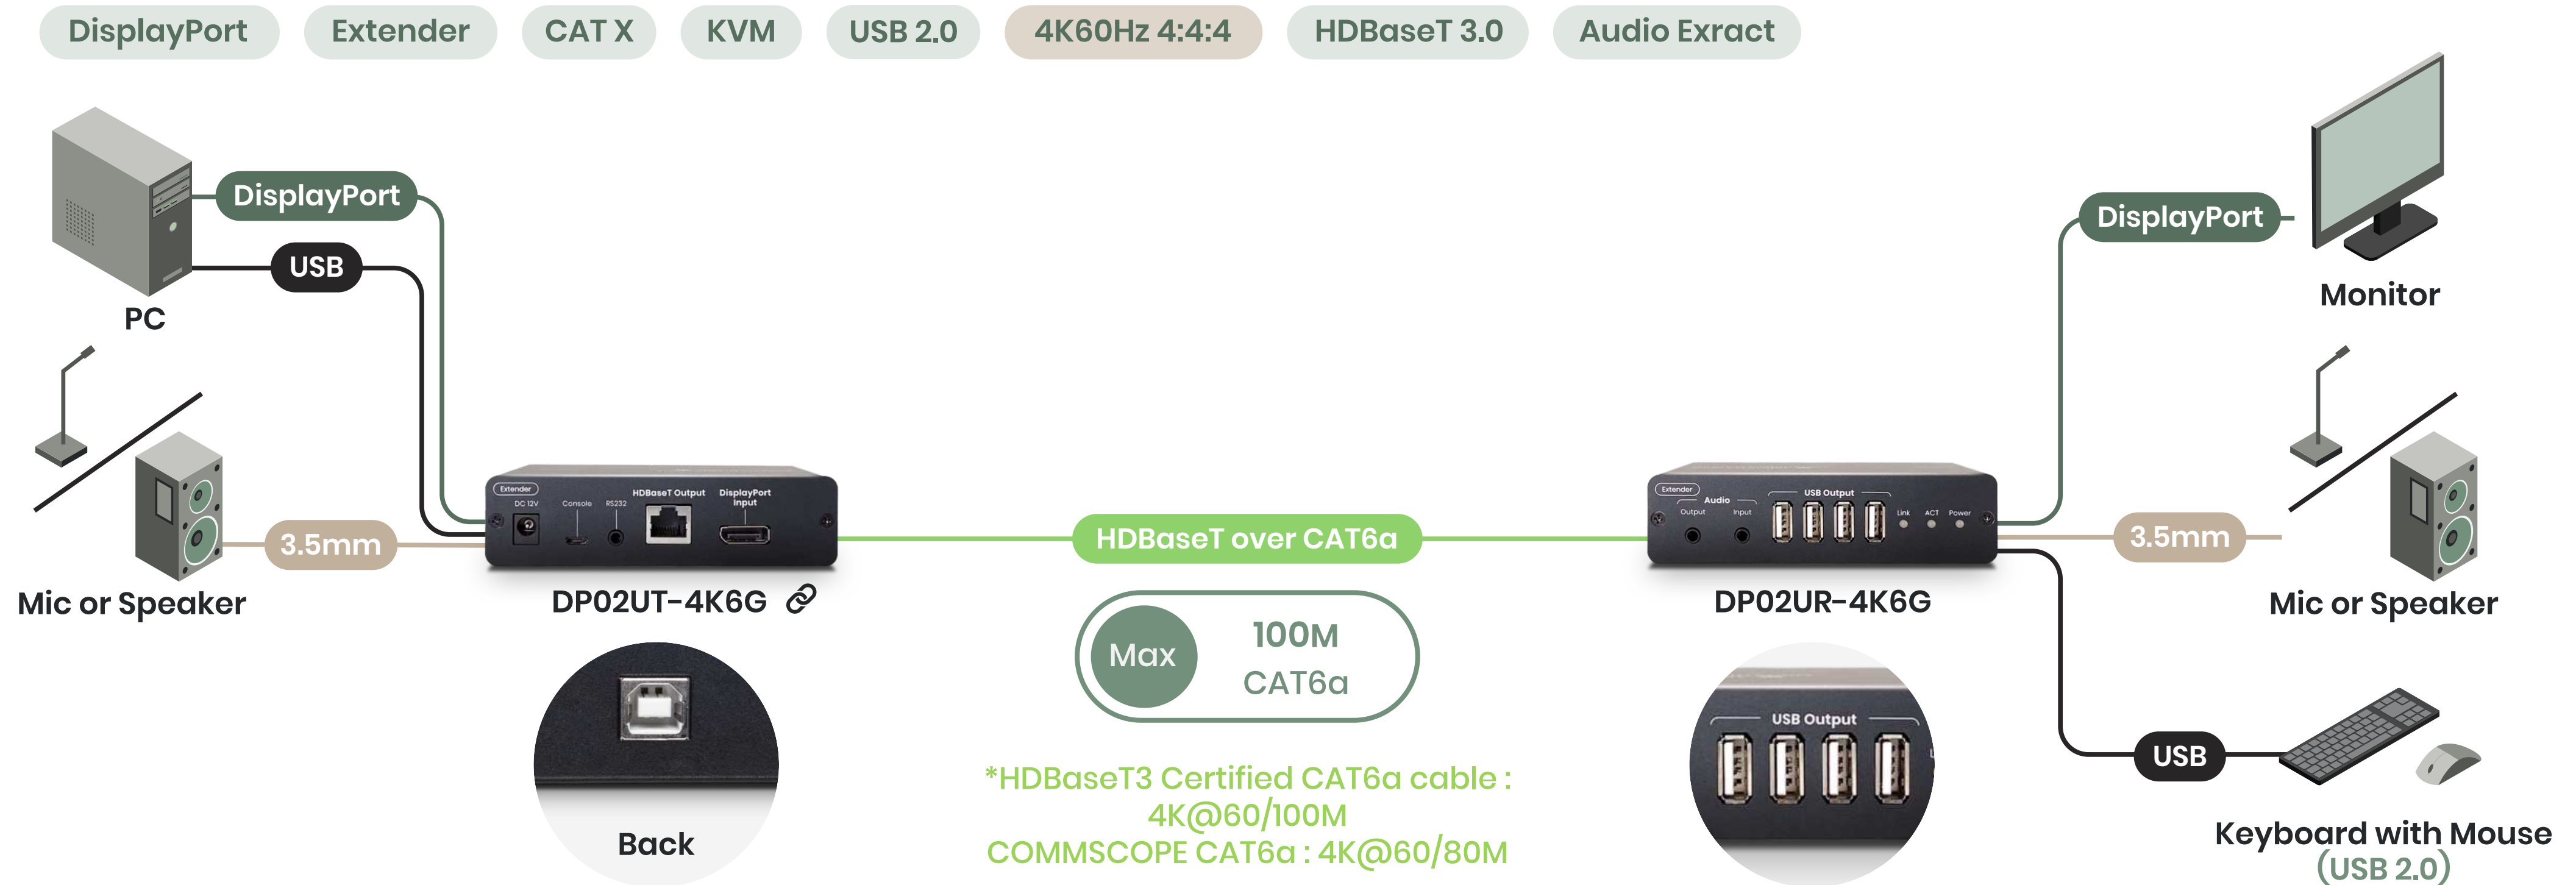 DisplayPort
Extender
CAT X
KVM
USB 2.0
4K60Hz 4:4:4
HDBaseT 3.0
Audio Exract
DisplayPort
USB
PC
3.5mm
Mic or Speaker
Extender
DC 12V
Console
RS232
HDBaseT Output
DisplayPort
Input
DP02UT-4K6G
Back
HDBaseT over CAT6a
Max
100M
CAT6a
*HDBaseT3 Certified CAT6a cable :
4K@60/100M
COMMSCOPE CAT6a : 4K@60/80M
Extender
Audio
Output
Input
USB Output
Link
ACT
Power
DP02UR-4K6G
USB Output
DisplayPort
Monitor
3.5mm
Mic or Speaker
USB
Keyboard with Mouse
(USB 2.0)